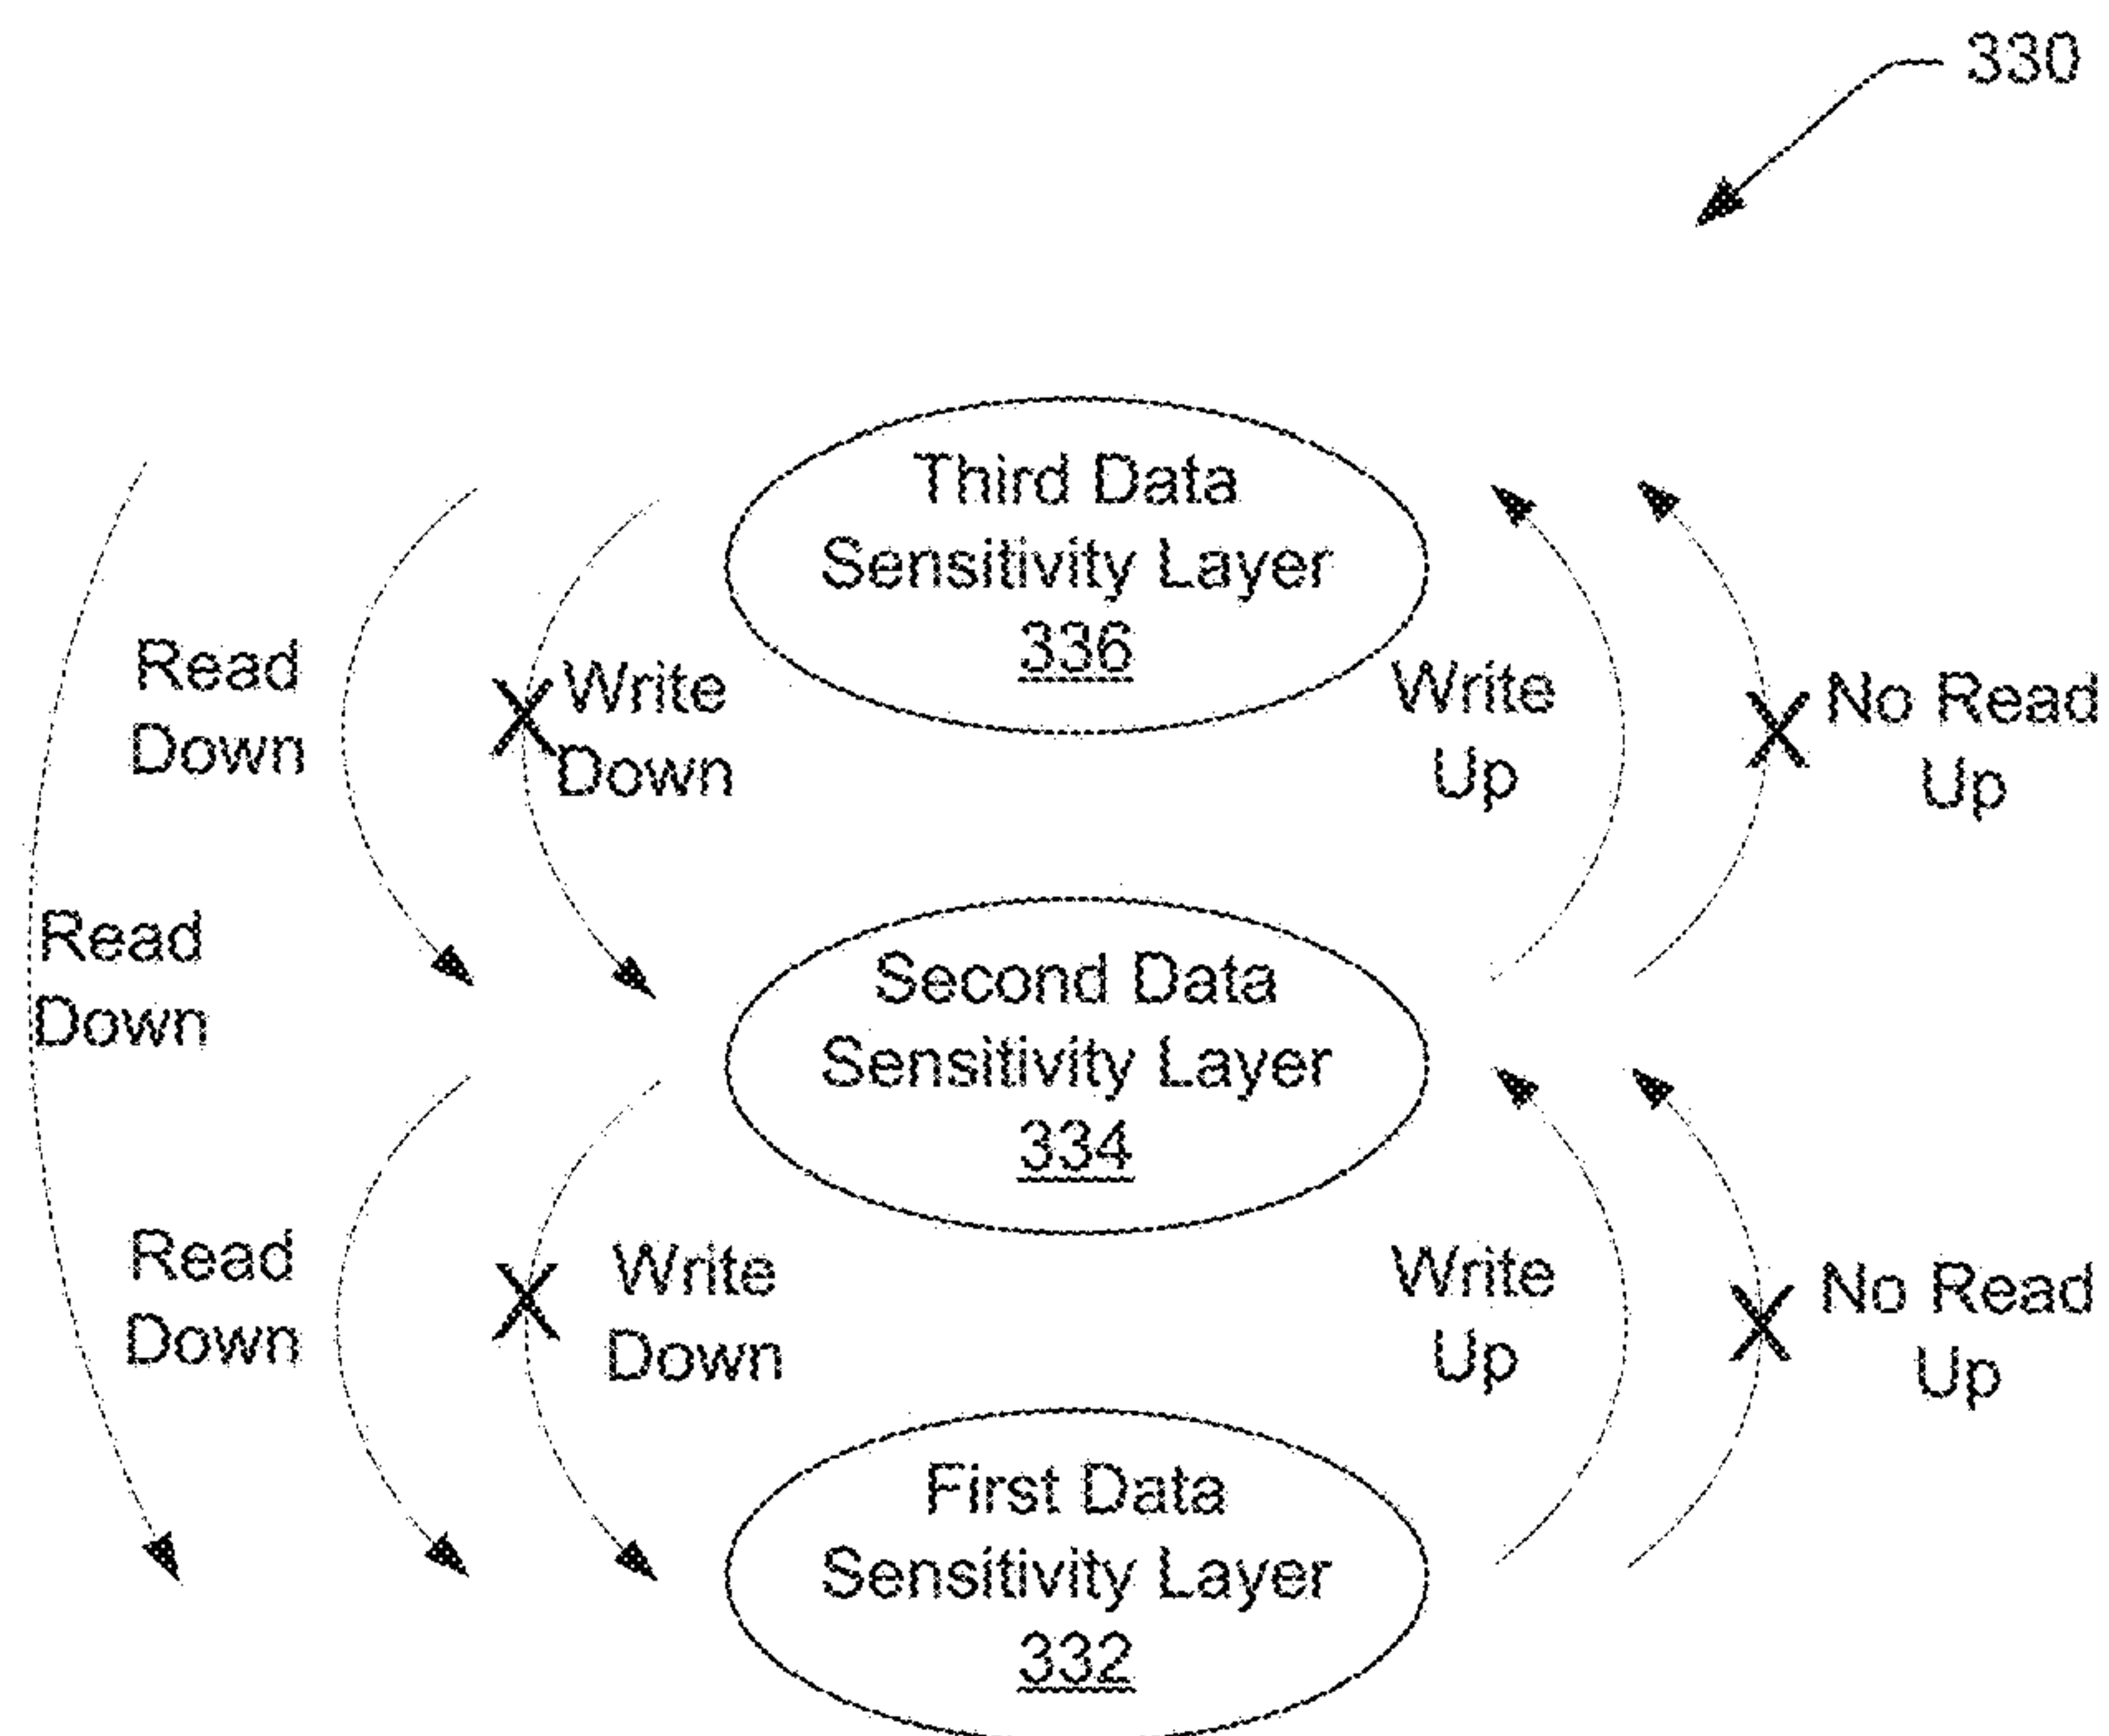 330
Third Data
Sensitivity Layer
336
Read
Down
Write
Down
Write
Up
No Read
Up
Read
Down
Second Data
Sensitivity Layer
334
Read
Down
Write
Down
Write
Up
No Read
Up
First Data
Sensitivity Layer
332